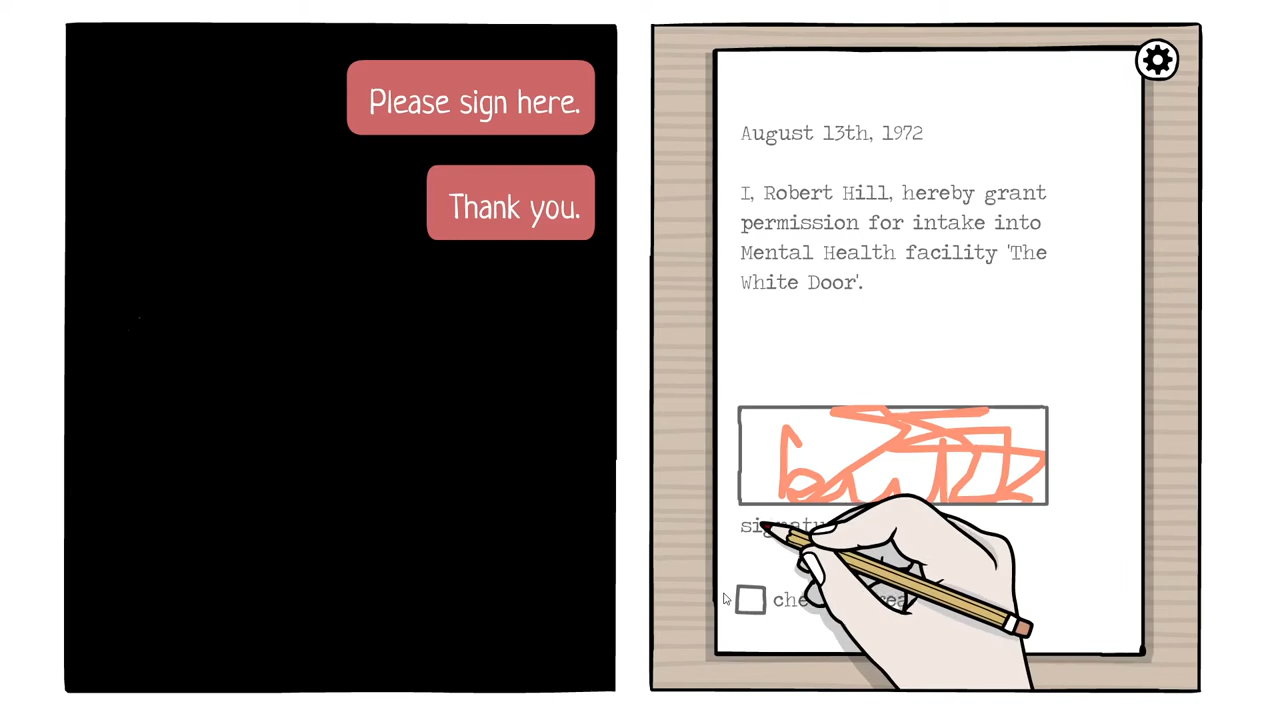 Please sign here.
Thank you.
August 13th, 1972
I, Robert Hill, hereby grant
permission for intake into
Mental Health facility 'The
White Door'.